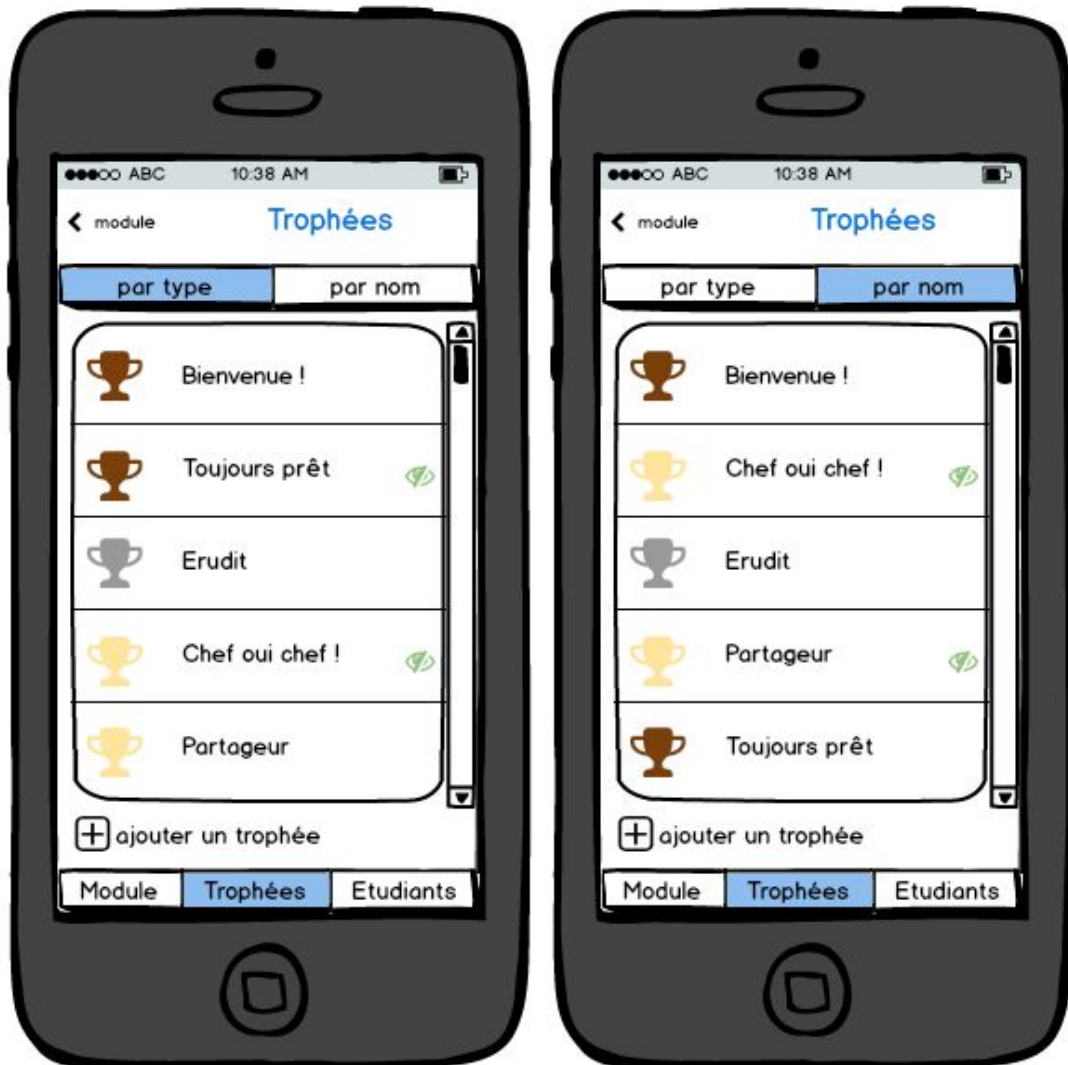 ABC 10:38 AM
module Trophées
par type par nom
Bienvenue !
Toujours prêt
Erudit
Chef oui chef !
Partageur
ajouter un trophée
Module Trophées Etudiants
ABC 10:38 AM
module Trophées
par type par nom
Bienvenue !
Chef oui chef !
Erudit
Partageur
Toujours prêt
ajouter un trophée
Module Trophées Etudiants